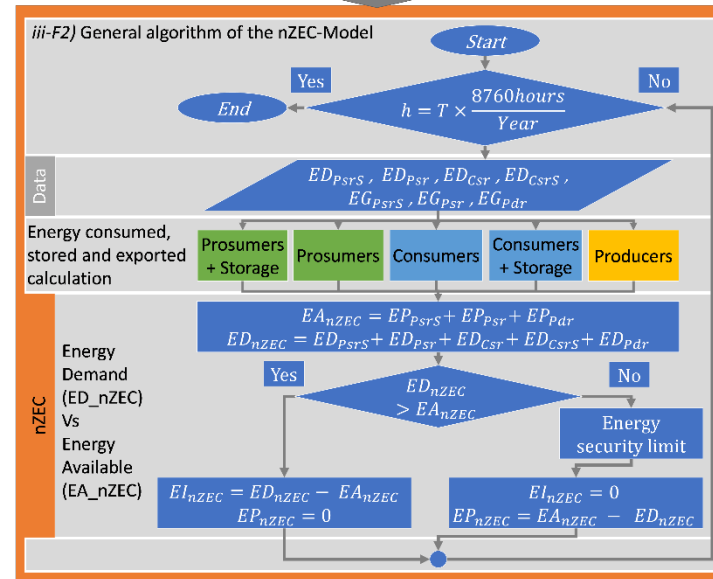 iii-F2) General algorithm of the nZEC-Model
Start
Yes
No
End
h = T × 8760hours / Year
Data
ED_PsrS , ED_Psr , ED_Csr , ED_CsrS ,
EG_PsrS , EG_Psr , EG_Pdr
Energy consumed,
stored and exported
calculation
Prosumers
+ Storage
Prosumers
Consumers
Consumers
+ Storage
Producers
nZEC
EA_nZEC = EP_PsrS + EP_Psr + EP_Pdr
ED_nZEC = ED_PsrS + ED_Psr + ED_Csr + ED_CsrS + ED_Pdr
Energy
Demand
(ED_nZEC)
Vs
Energy
Available
(EA_nZEC)
Yes
No
ED_nZEC
> EA_nZEC
Energy
security limit
EI_nZEC = ED_nZEC − EA_nZEC
EP_nZEC = 0
EI_nZEC = 0
EP_nZEC = EA_nZEC − ED_nZEC